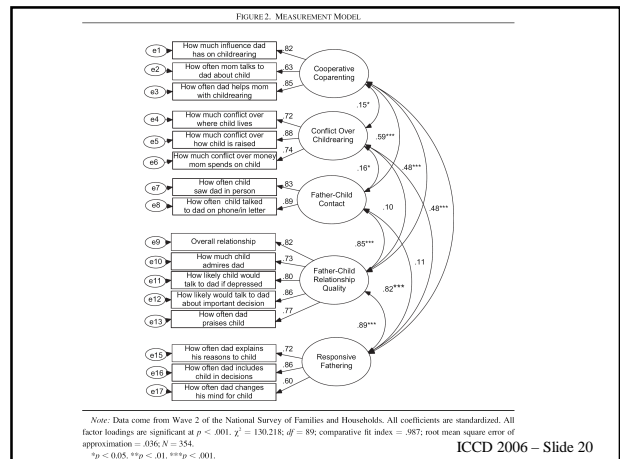 FIGURE 2. MEASUREMENT MODEL
e1
How much influence dad
has on childrearing
.82
e2
How often mom talks to
dad about child
.63
e3
How often dad helps mom
with childrearing
.85
Cooperative
Coparenting
.15*
e4
How much conflict over
where child lives
.72
e5
How much conflict over
how child is raised
.88
e6
How much conflict over money
mom spends on child
.74
Conflict Over
Childrearing
.59***
.16*
.48***
e7
How often child
saw dad in person
.83
e8
How often child talked
to dad on phone/in letter
.89
Father-Child
Contact
.10
.48***
.85***
e9
Overall relationship
.82
e10
How much child
admires dad
.73
e11
How likely child would
talk to dad if depressed
.80
e12
How likely would talk to dad
about important decision
.86
e13
How often dad
praises child
.77
Father-Child
Relationship
Quality
.11
.82***
.89***
e15
How often dad explains
his reasons to child
.72
e16
How often dad includes
child in decisions
.86
e17
How often dad changes
his mind for child
.60
Responsive
Fathering
Note: Data come from Wave 2 of the National Survey of Families and Households. All coefficients are standardized. All
factor loadings are significant at p < .001. χ² = 130.218; df = 89; comparative fit index = .987; root mean square error of
approximation = .036; N = 354.
*p < 0.05. **p < .01. ***p < .001.
ICCD 2006 – Slide 20